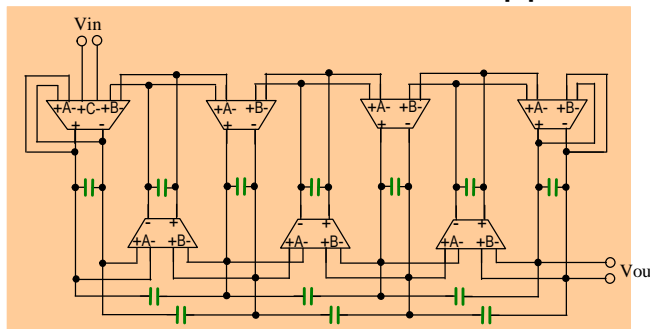 Vin
+A- +C- +B-
+ -
+A- +B-
+ -
+A- +B-
+ -
+A- +B-
+ -
- +
+A- +B-
- +
+A- +B-
- +
+A- +B-
Vou